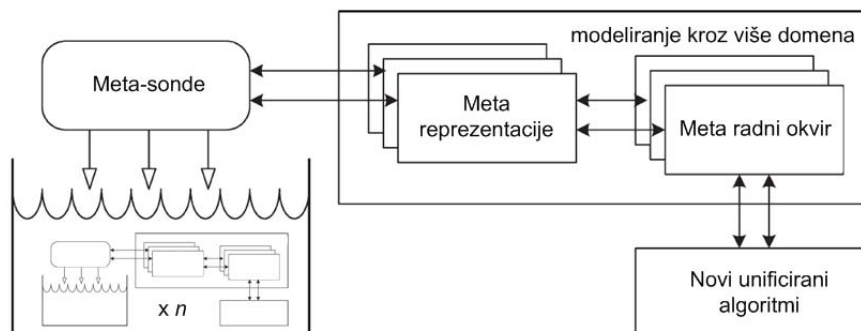 modeliranje kroz više domena
Meta-sonde
Meta
reprezentacije
Meta radni okvir
x n
Novi unificirani
algoritmi